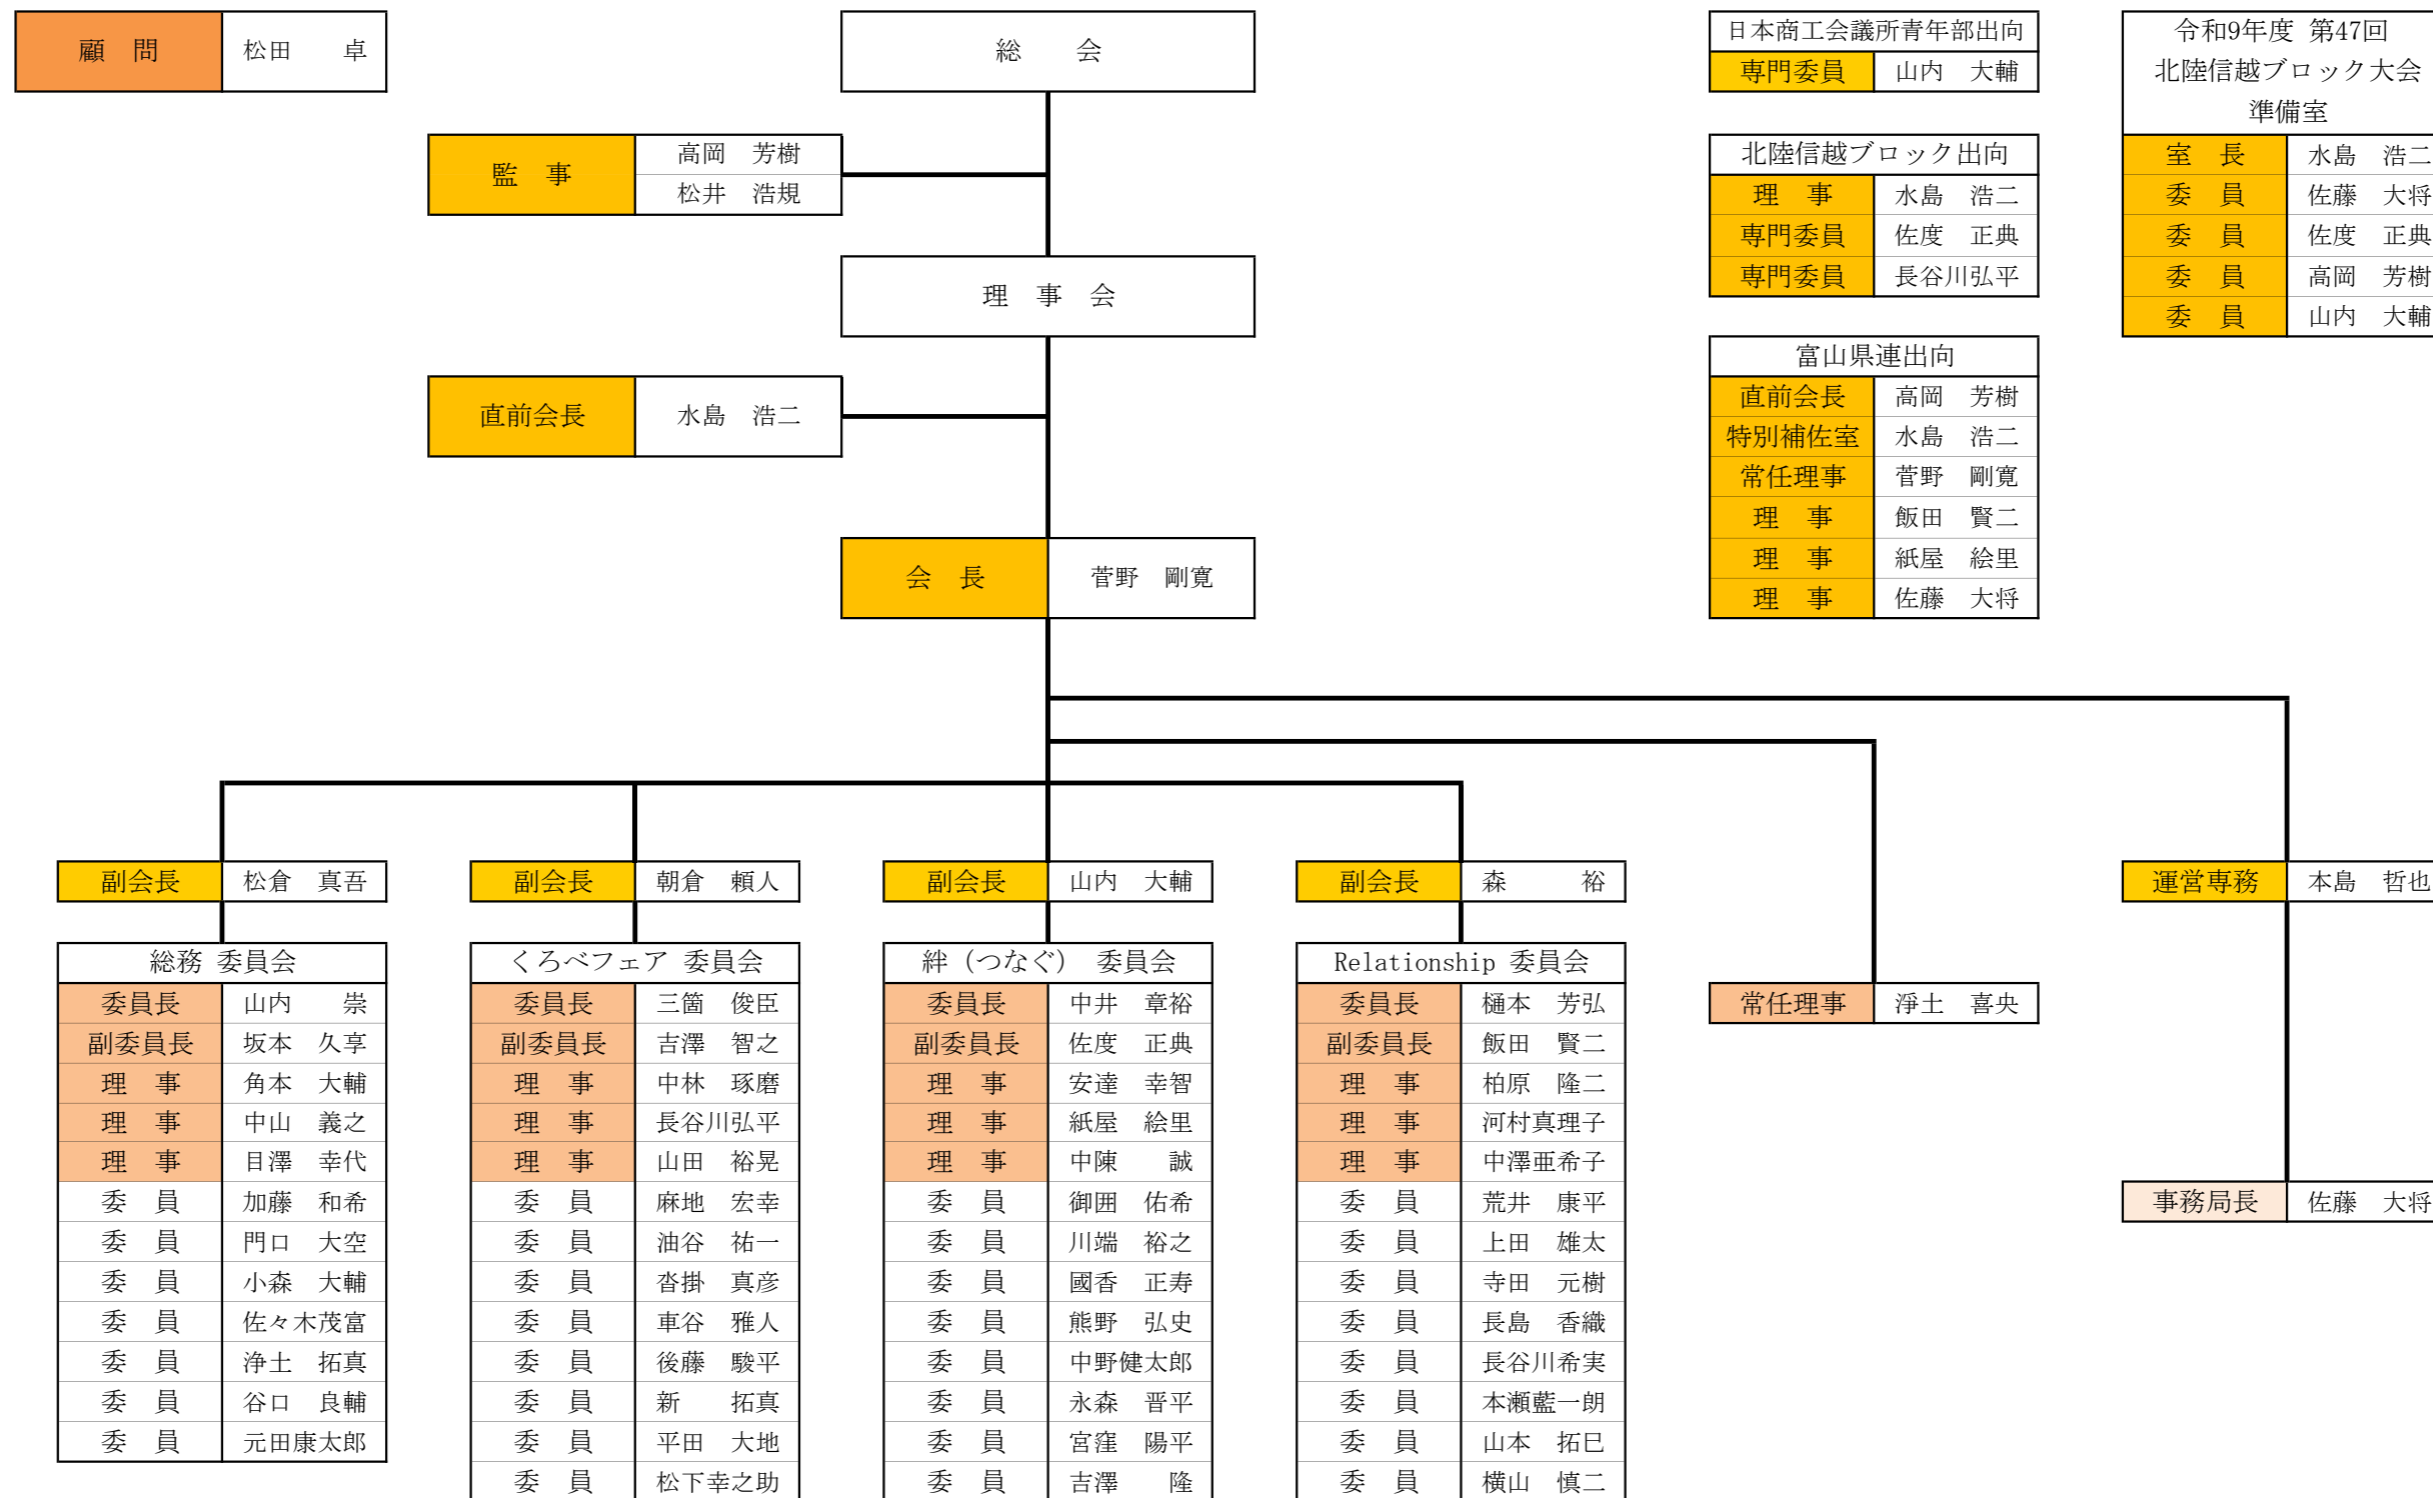 顧　問　松田　　卓
総　　会
日本商工会議所青年部出向
専門委員　山内　大輔
令和9年度 第47回
北陸信越ブロック大会
準備室
室　長　水島　浩二
委　員　佐藤　大将
委　員　佐度　正典
委　員　高岡　芳樹
委　員　山内　大輔
監　事　高岡　芳樹
松井　浩規
北陸信越ブロック出向
理　事　水島　浩二
専門委員　佐度　正典
専門委員　長谷川弘平
理　事　会
富山県連出向
直前会長　高岡　芳樹
特別補佐室　水島　浩二
常任理事　菅野　剛寛
理　事　飯田　賢二
理　事　紙屋　絵里
理　事　佐藤　大将
直前会長　水島　浩二
会　長　菅野　剛寛
副会長　松倉　真吾
総務 委員会
委員長　山内　　崇
副委員長　坂本　久享
理　事　角本　大輔
理　事　中山　義之
理　事　目澤　幸代
委　員　加藤　和希
委　員　門口　大空
委　員　小森　大輔
委　員　佐々木茂富
委　員　浄土　拓真
委　員　谷口　良輔
委　員　元田康太郎
副会長　朝倉　頼人
くろべフェア 委員会
委員長　三箇　俊臣
副委員長　吉澤　智之
理　事　中林　琢磨
理　事　長谷川弘平
理　事　山田　裕晃
委　員　麻地　宏幸
委　員　油谷　祐一
委　員　沓掛　真彦
委　員　車谷　雅人
委　員　後藤　駿平
委　員　新　　拓真
委　員　平田　大地
委　員　松下幸之助
副会長　山内　大輔
絆（つなぐ） 委員会
委員長　中井　章裕
副委員長　佐度　正典
理　事　安達　幸智
理　事　紙屋　絵里
理　事　中陳　　誠
委　員　御囲　佑希
委　員　川端　裕之
委　員　國香　正寿
委　員　熊野　弘史
委　員　中野健太郎
委　員　永森　晋平
委　員　宮窪　陽平
委　員　吉澤　　隆
副会長　森　　　裕
Relationship 委員会
委員長　樋本　芳弘
副委員長　飯田　賢二
理　事　柏原　隆二
理　事　河村真理子
理　事　中澤亜希子
委　員　荒井　康平
委　員　上田　雄太
委　員　寺田　元樹
委　員　長島　香織
委　員　長谷川希実
委　員　本瀬藍一朗
委　員　山本　拓巳
委　員　横山　慎二
常任理事　淨土　喜央
運営専務　本島　哲也
事務局長　佐藤　大将